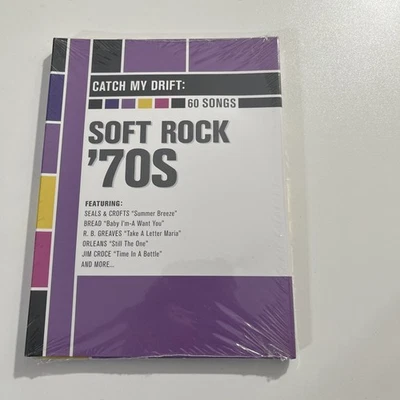 CATCH MY DRIFT:
60 SONGS
SOFT ROCK
'70S
FEATURING:
SEALS & CROFTS "Summer Breeze"
BREAD "Baby I'm-A Want You"
R. B. GREAVES "Take A Letter Maria"
ORLEANS "Still The One"
JIM CROCE "Time In A Bottle"
AND MORE...